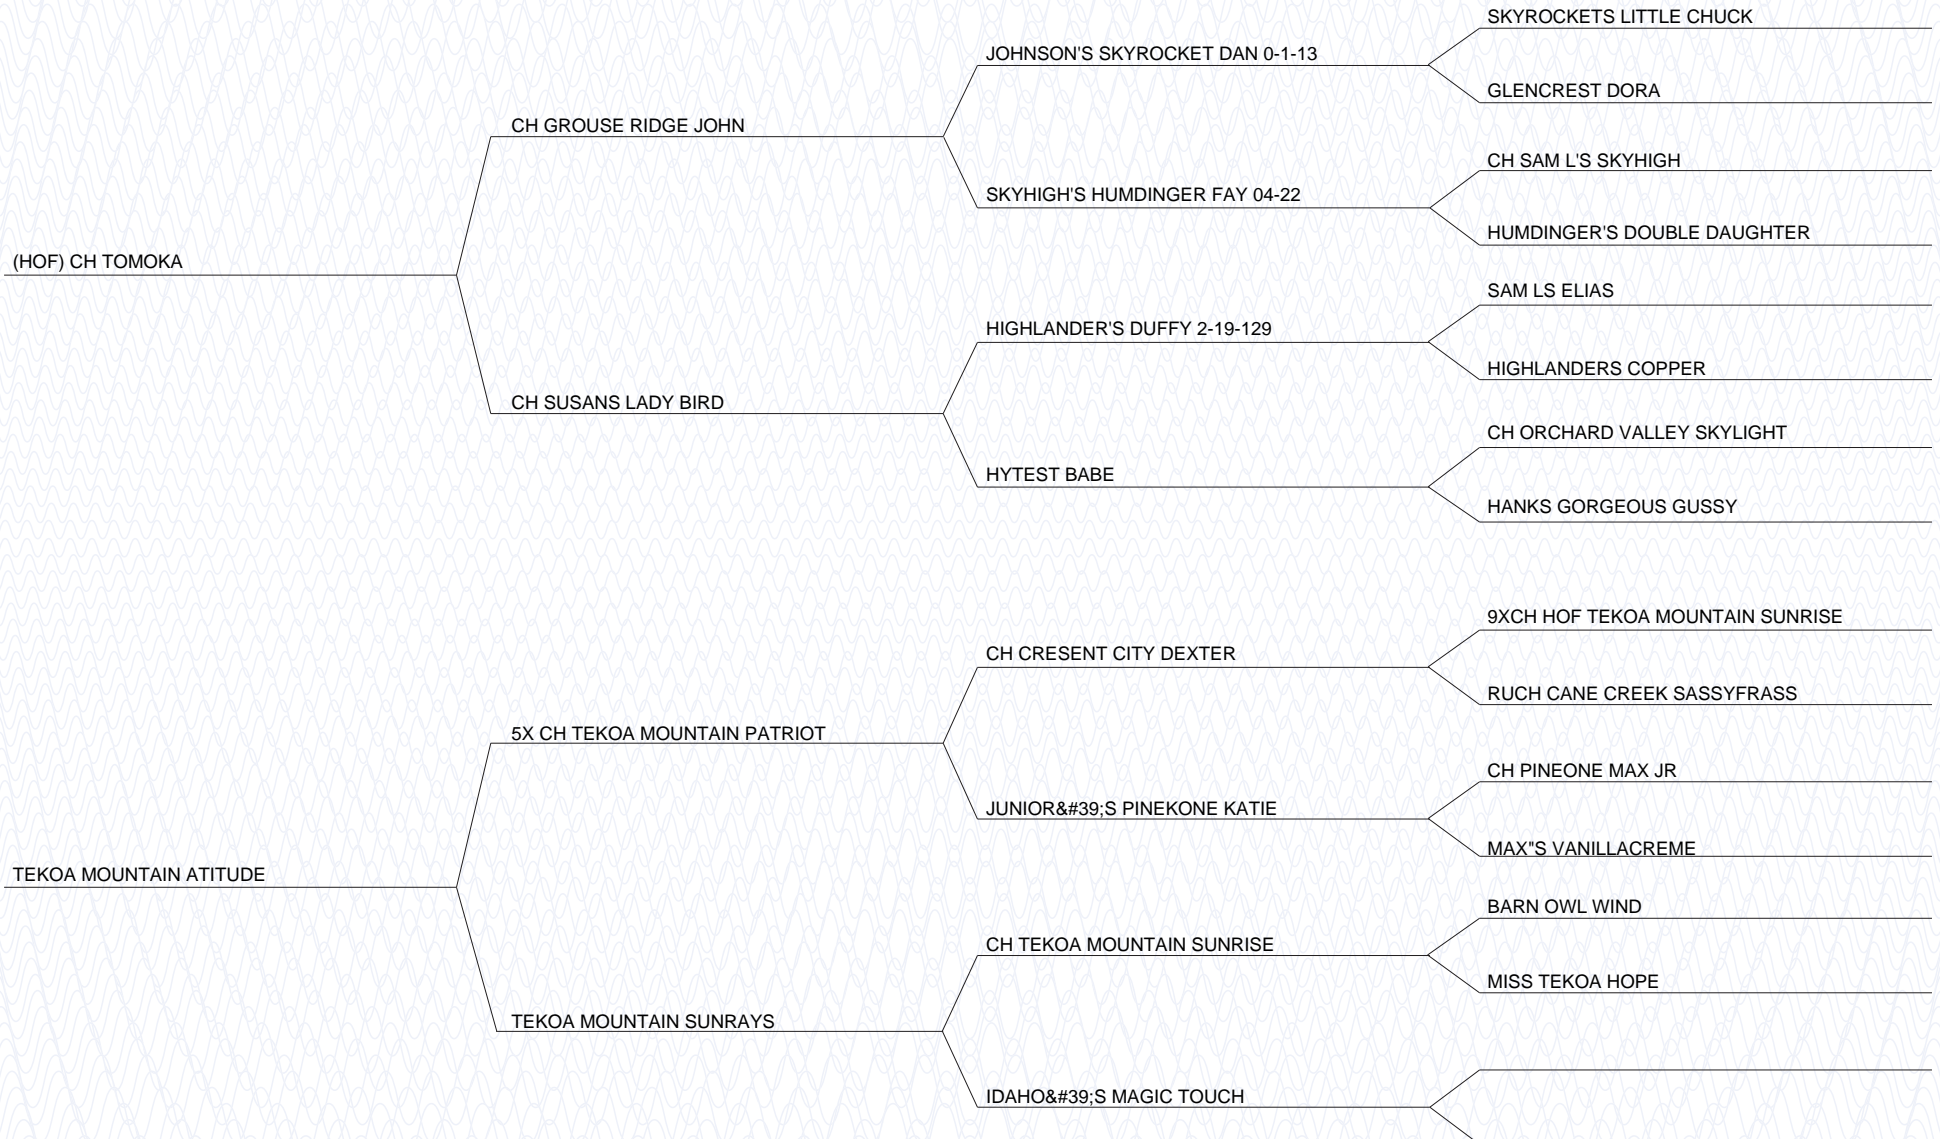 SKYROCKETS LITTLE CHUCK
JOHNSON'S SKYROCKET DAN 0-1-13
GLENCREST DORA
CH GROUSE RIDGE JOHN
CH SAM L'S SKYHIGH
SKYHIGH'S HUMDINGER FAY 04-22
HUMDINGER'S DOUBLE DAUGHTER
(HOF) CH TOMOKA
SAM LS ELIAS
HIGHLANDER'S DUFFY 2-19-129
HIGHLANDERS COPPER
CH SUSANS LADY BIRD
CH ORCHARD VALLEY SKYLIGHT
HYTEST BABE
HANKS GORGEOUS GUSSY
9XCH HOF TEKOA MOUNTAIN SUNRISE
CH CRESENT CITY DEXTER
RUCH CANE CREEK SASSYFRASS
5X CH TEKOA MOUNTAIN PATRIOT
CH PINEONE MAX JR
JUNIOR&#39;S PINEKONE KATIE
MAX"S VANILLACREME
TEKOA MOUNTAIN ATITUDE
BARN OWL WIND
CH TEKOA MOUNTAIN SUNRISE
MISS TEKOA HOPE
TEKOA MOUNTAIN SUNRAYS
IDAHO&#39;S MAGIC TOUCH